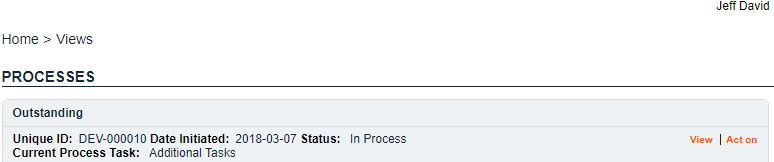 Jeff David
Home > Views
PROCESSES
Outstanding
Unique ID: DEV-000010 Date Initiated: 2018-03-07 Status: In Process View | Act on
Current Process Task: Additional Tasks